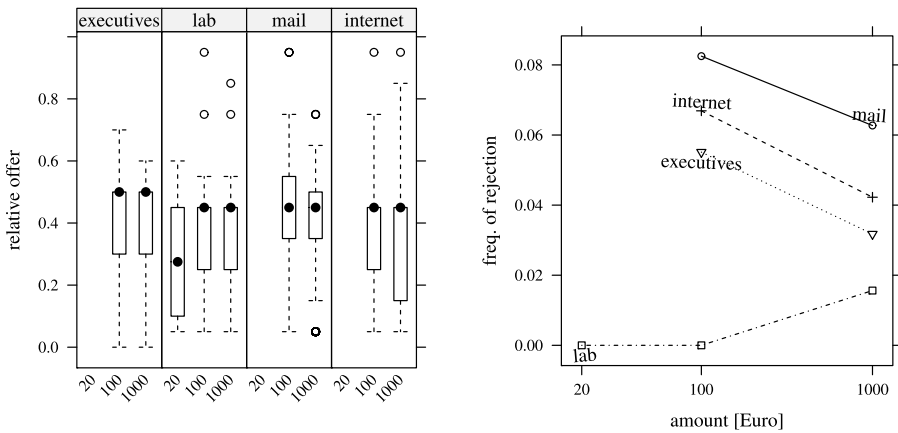 executives lab mail internet
relative offer
0.8
0.6
0.4
0.2
0.0
20 100 1000 20 100 1000 20 100 1000 20 100 1000
freq. of rejection
0.08
0.06
0.04
0.02
0.00
internet
mail
executives
lab
20 100 1000
amount [Euro]